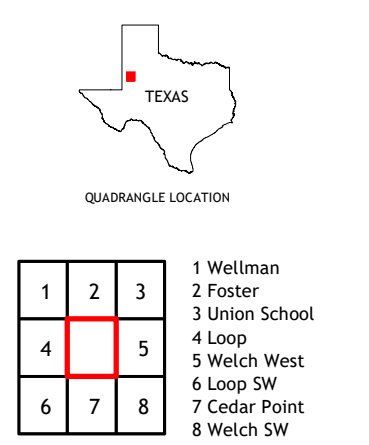 TEXAS
QUADRANGLE LOCATION
1 2 3
4 5
6 7 8
1 Wellman
2 Foster
3 Union School
4 Loop
5 Welch West
6 Loop SW
7 Cedar Point
8 Welch SW